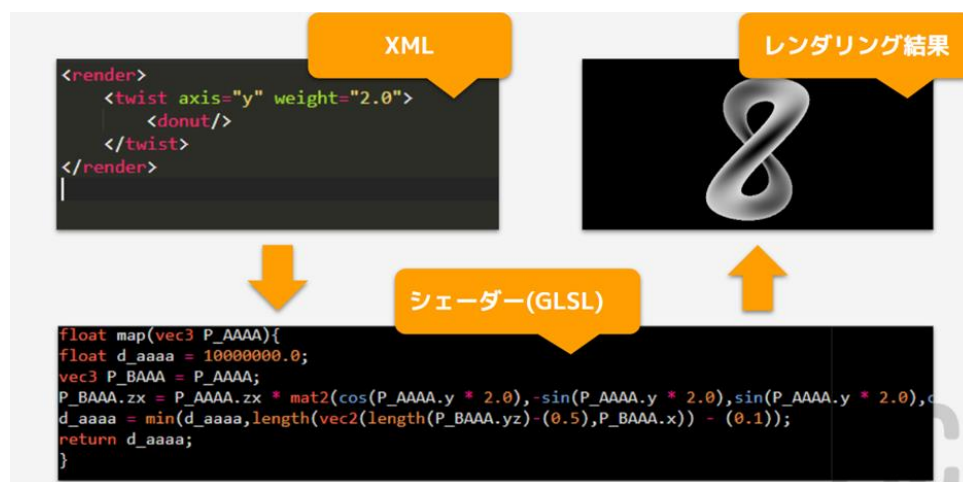 XML
<render>
<twist axis="y" weight="2.0">
<donut/>
</twist>
</render>
レンダリング結果
シェーダー(GLSL)
float map(vec3 P_AAAA){
float d_aaaa = 10000000.0;
vec3 P_BAAA = P_AAAA;
P_BAAA.zx = P_AAAA.zx * mat2(cos(P_AAAA.y * 2.0),-sin(P_AAAA.y * 2.0),sin(P_AAAA.y * 2.0),
d_aaaa = min(d_aaaa,length(vec2(length(P_BAAA.yz)-(0.5),P_BAAA.x)) - (0.1));
return d_aaaa;
}